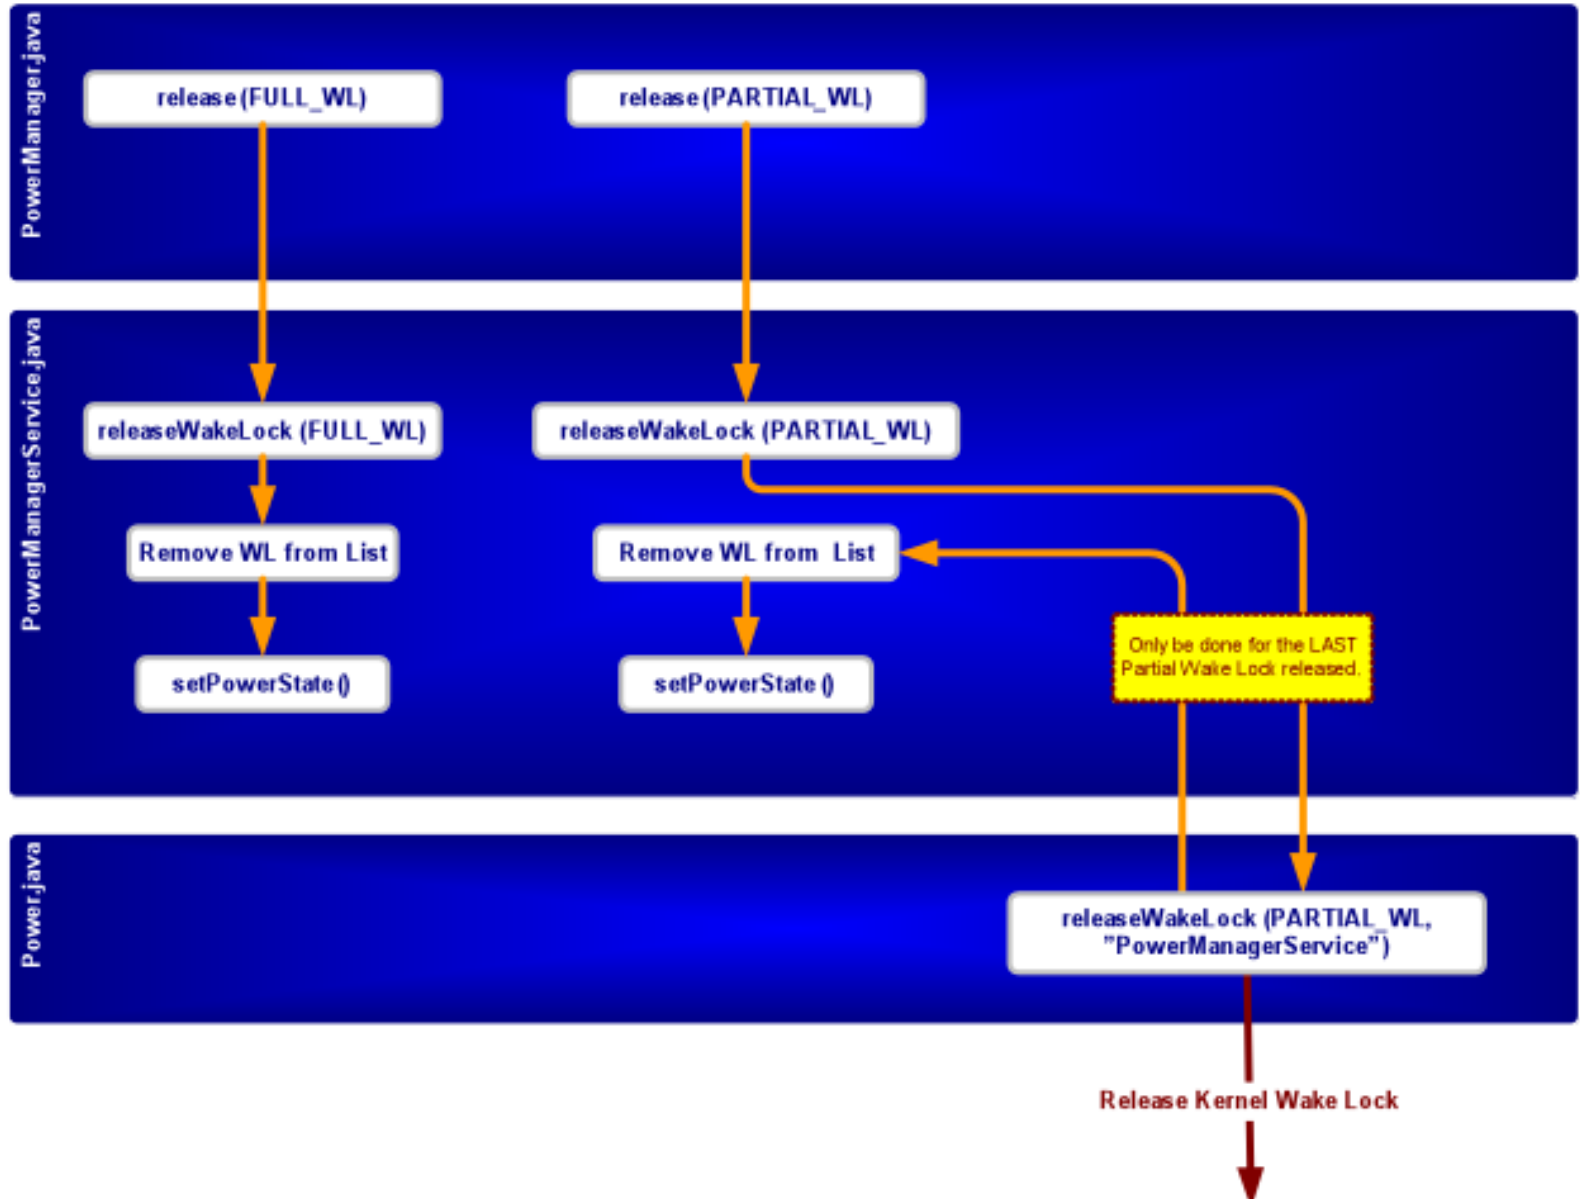 PowerManager.java
release(FULL_WL)
release(PARTIAL_WL)
PowerManagerService.java
releaseWakeLock(FULL_WL)
releaseWakeLock(PARTIAL_WL)
Remove WL from List
Remove WL from List
Only be done for the LAST
Partial Wake Lock released.
setPowerState()
setPowerState()
Power.java
releaseWakeLock(PARTIAL_WL,
”PowerManagerService”)
Release Kernel Wake Lock